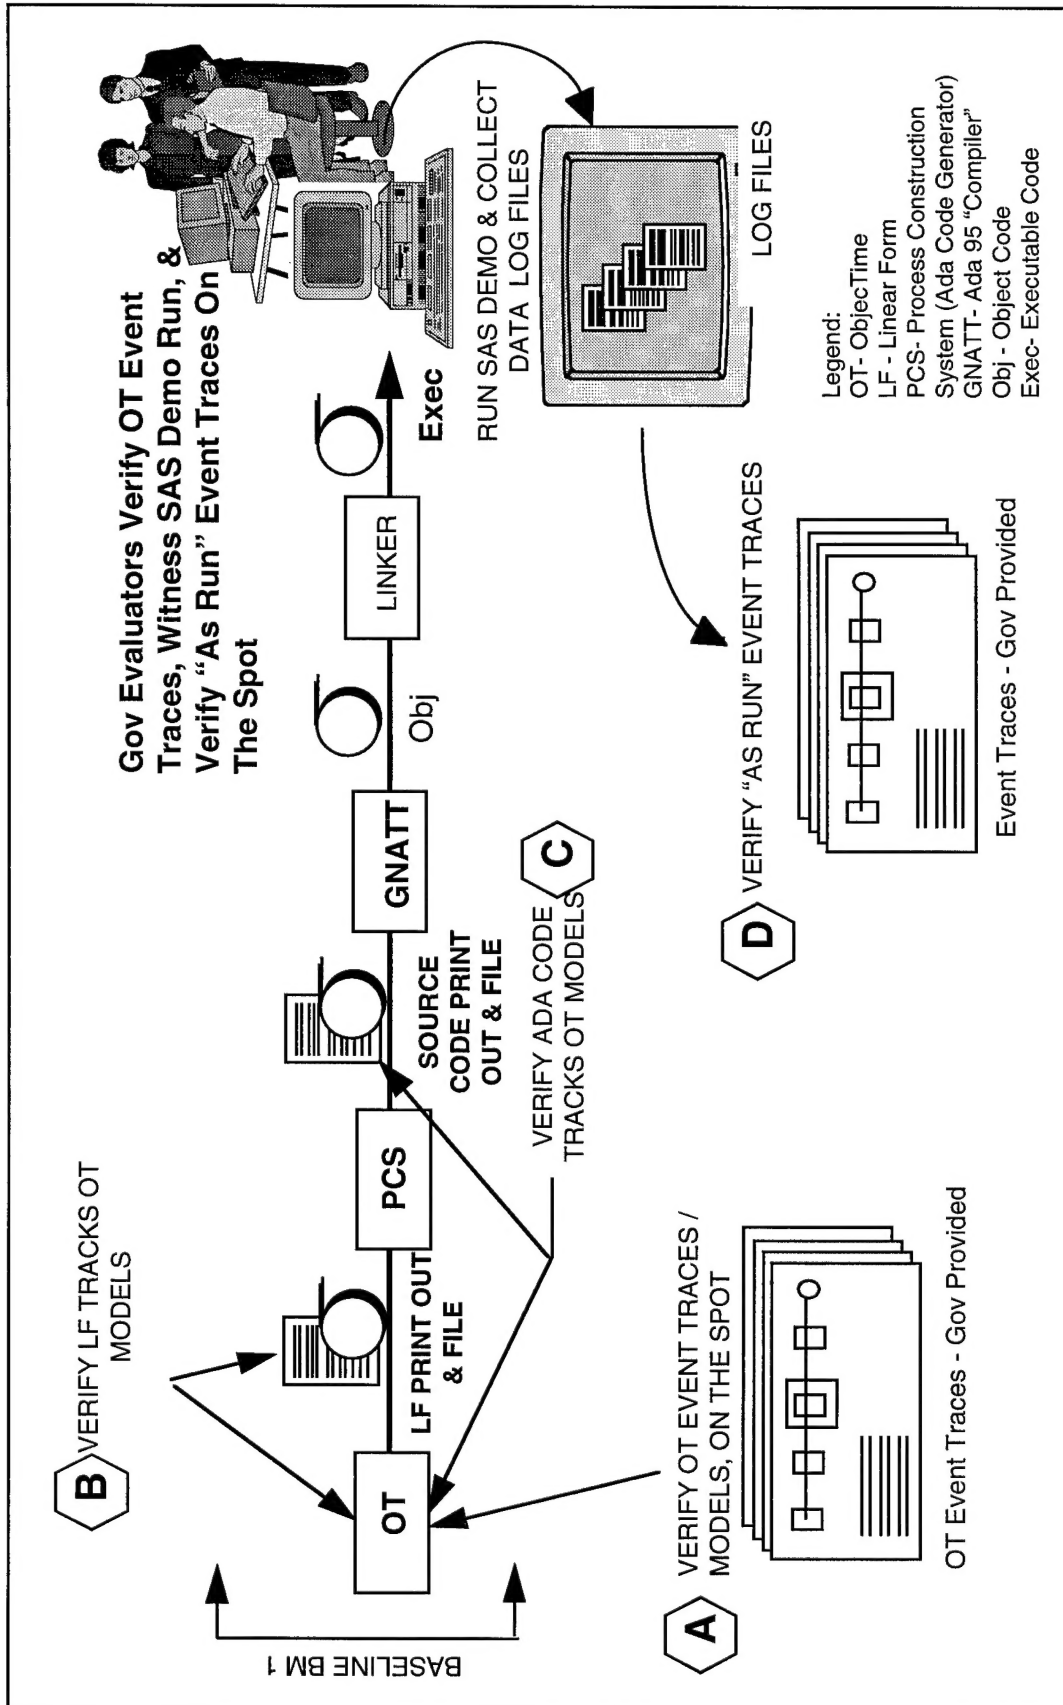 Gov Evaluators Verify OT Event
Traces, Witness SAS Demo Run, &
Verify “As Run” Event Traces On
The Spot
B
VERIFY LF TRACKS OT
MODELS
BASELINE BM 1
OT
LF PRINT OUT
& FILE
PCS
SOURCE
CODE PRINT
OUT & FILE
GNATT
Obj
LINKER
Exec
RUN SAS DEMO & COLLECT
DATA LOG FILES
LOG FILES
VERIFY ADA CODE
TRACKS OT MODELS
C
A
VERIFY OT EVENT TRACES /
MODELS, ON THE SPOT
OT Event Traces - Gov Provided
D
VERIFY “AS RUN” EVENT TRACES
Event Traces - Gov Provided
Legend:
OT- ObjecTime
LF - Linear Form
PCS- Process Construction
System (Ada Code Generator)
GNATT- Ada 95 “Compiler”
Obj - Object Code
Exec- Executable Code